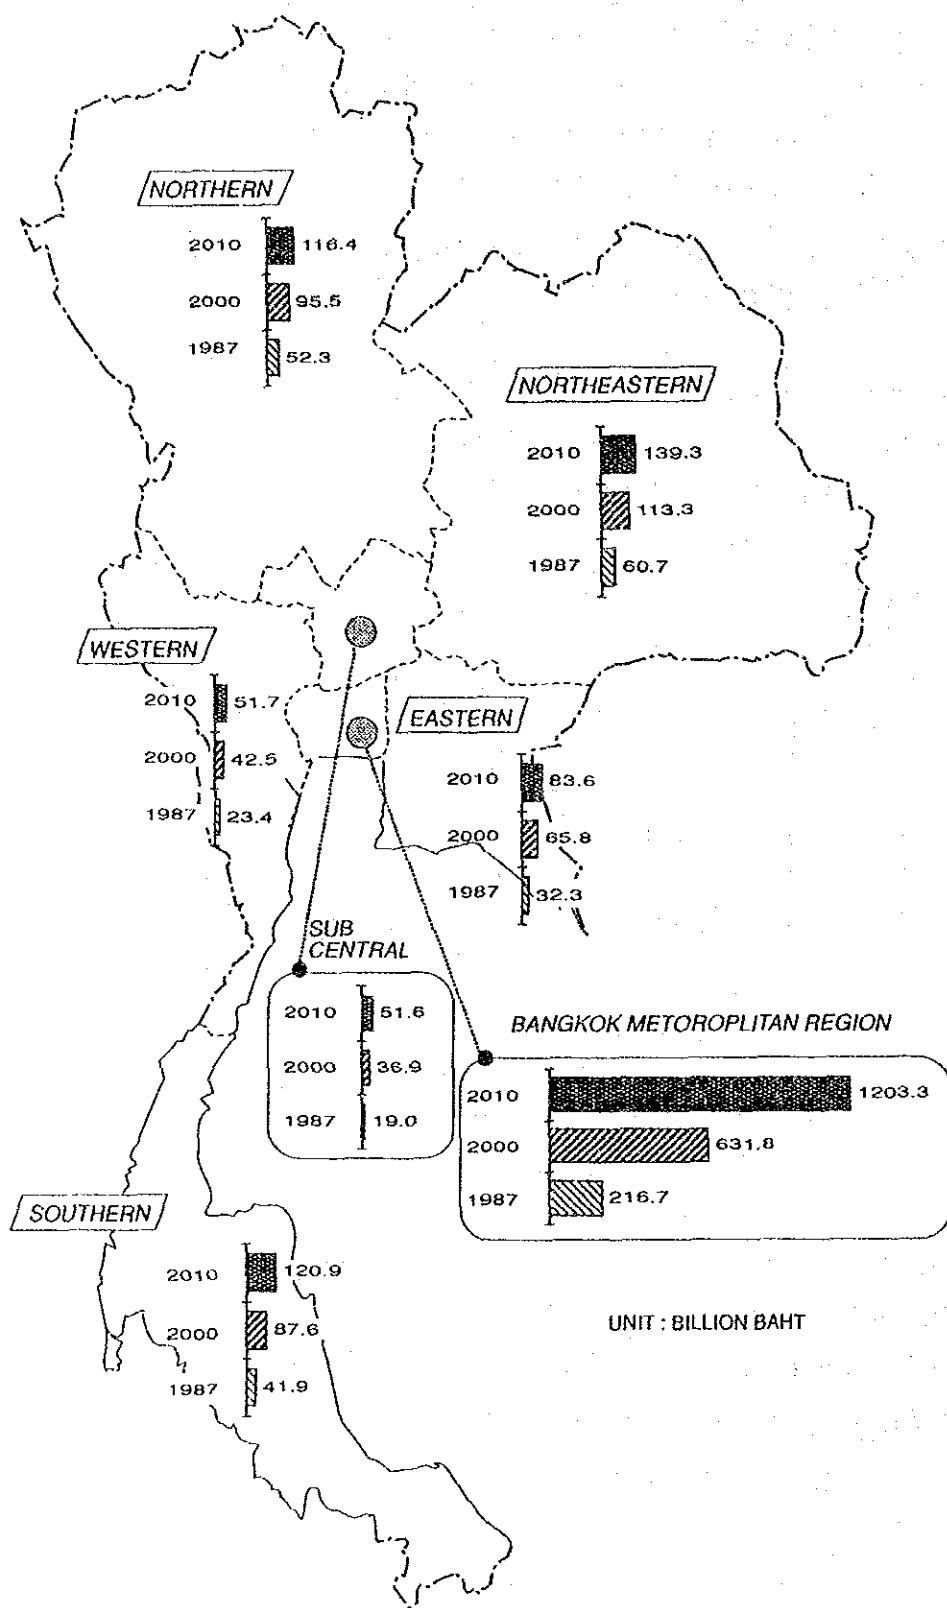 NORTHERN
2010 116.4
2000 95.5
1987 52.3
NORTHEASTERN
2010 139.3
2000 113.3
1987 60.7
WESTERN
2010 51.7
2000 42.5
1987 23.4
EASTERN
2010 83.6
2000 65.8
1987 32.3
SUB
CENTRAL
2010 51.6
2000 36.9
1987 19.0
BANGKOK METOROPLITAN REGION
2010 1203.3
2000 631.8
1987 216.7
SOUTHERN
2010 120.9
2000 87.6
1987 41.9
UNIT : BILLION BAHT